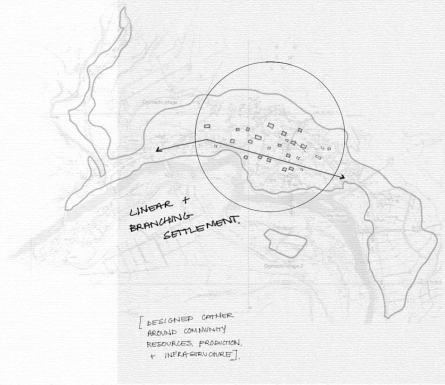 LINEAR +
BRANCHING
SETTLEMENT.
[DESIGNED GATHER
AROUND COMMUNITY
RESOURCES, PRODUCTION,
+ INFRASTRUCTURE].